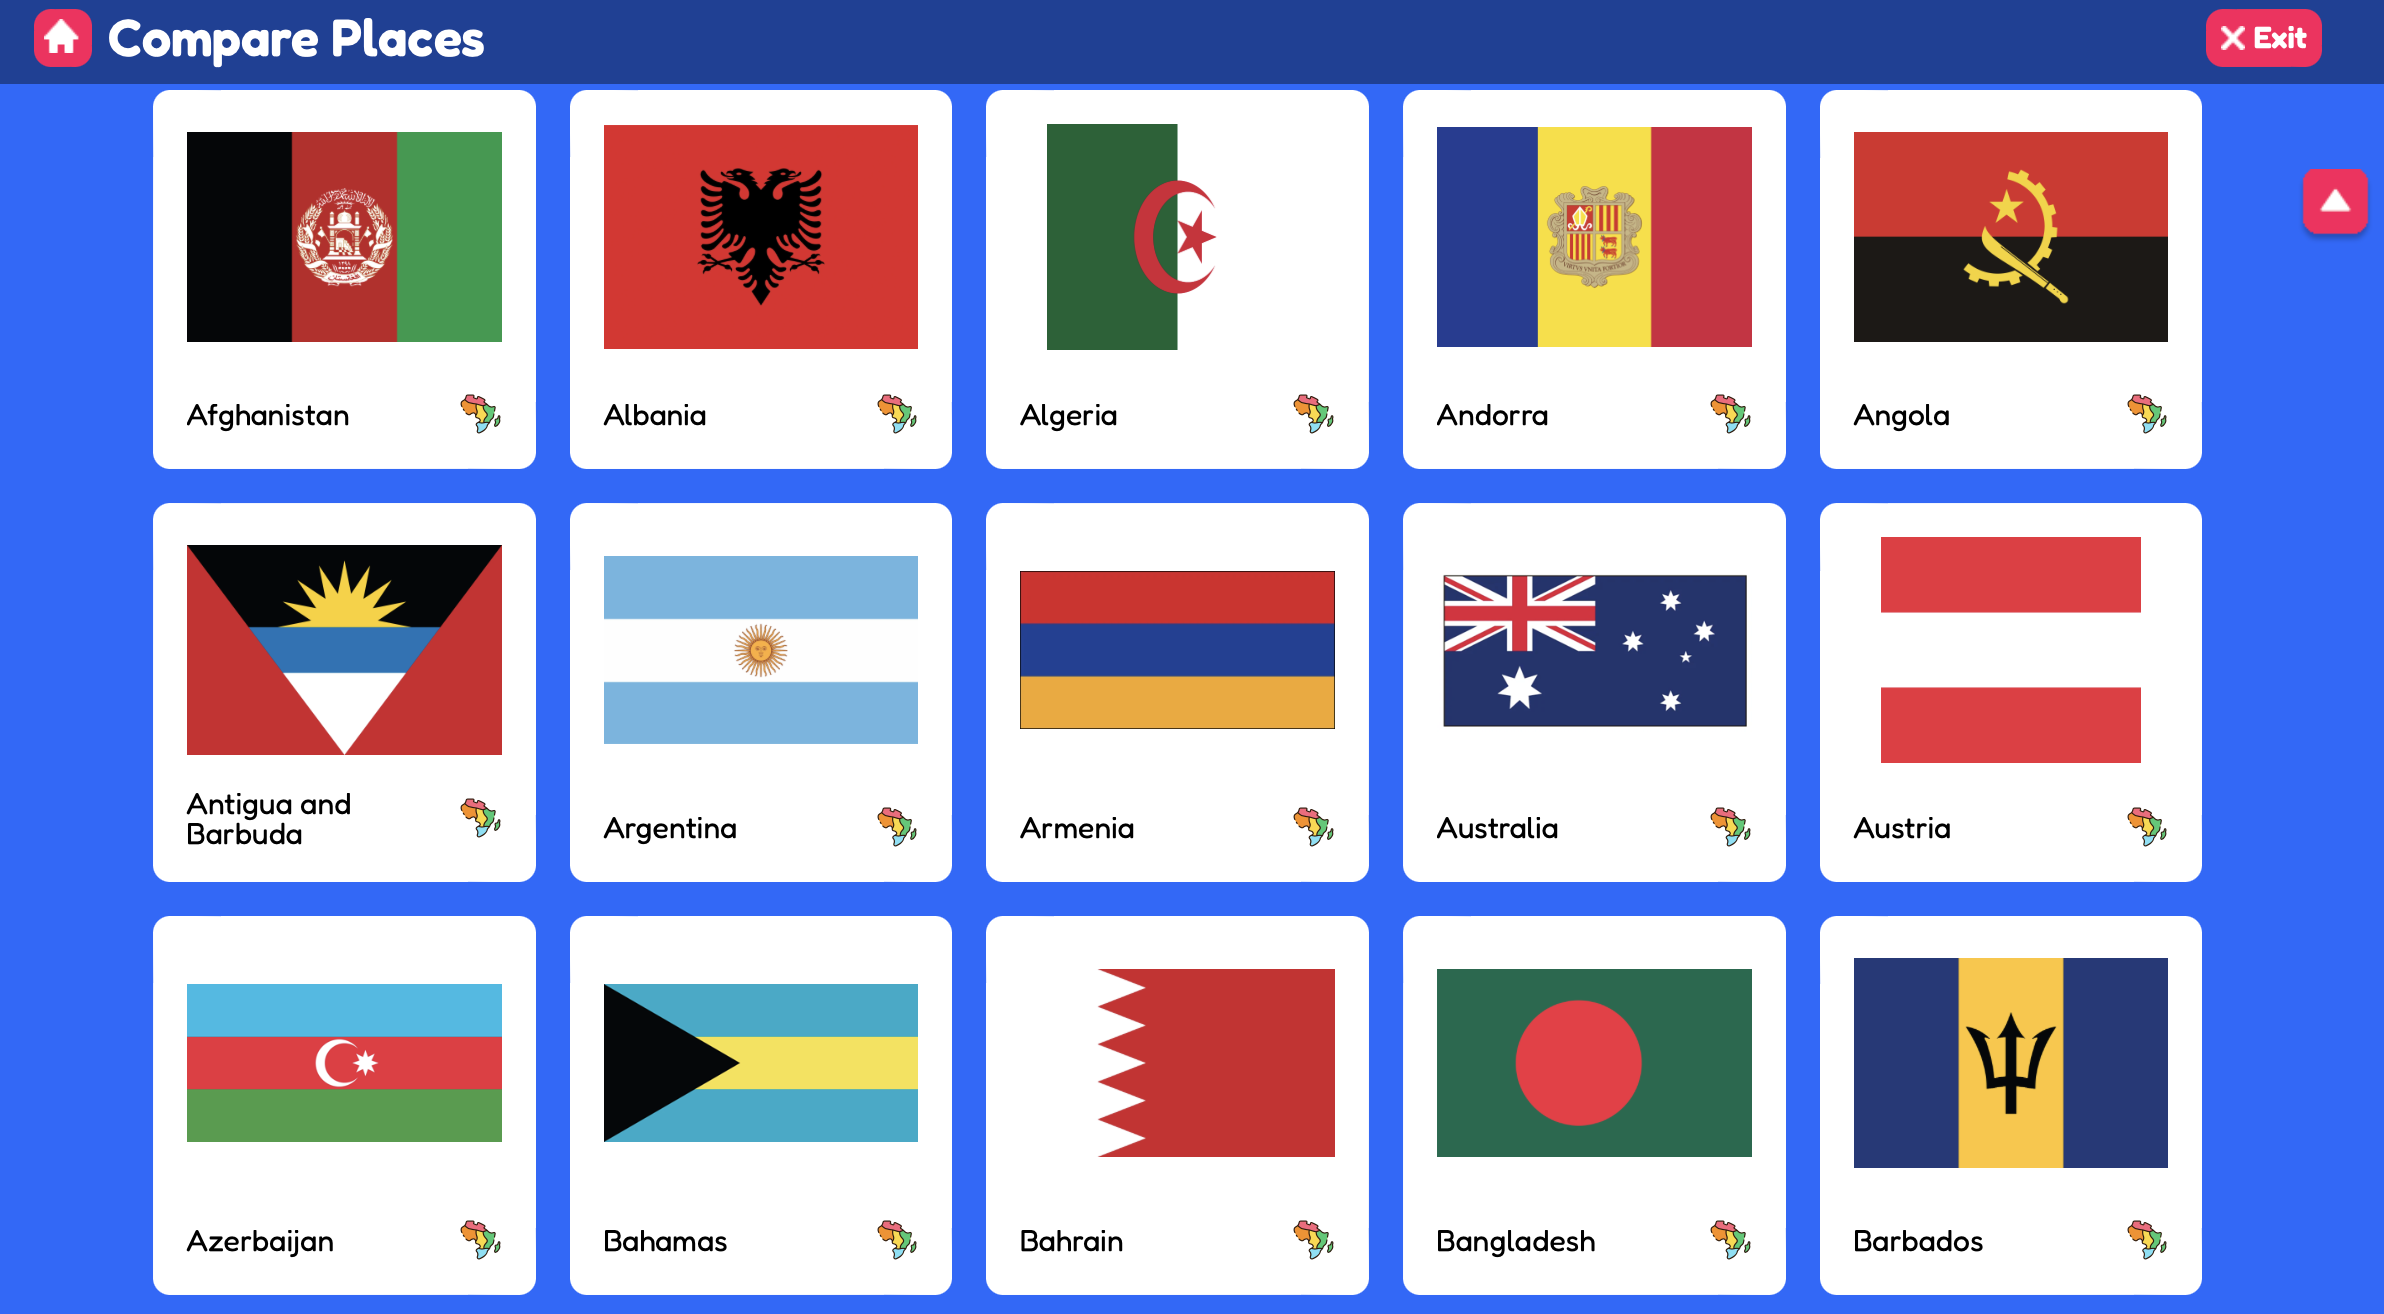 Compare Places
Exit
Afghanistan
Albania
Algeria
Andorra
Angola
Antigua and
Barbuda
Argentina
Armenia
Australia
Austria
Azerbaijan
Bahamas
Bahrain
Bangladesh
Barbados